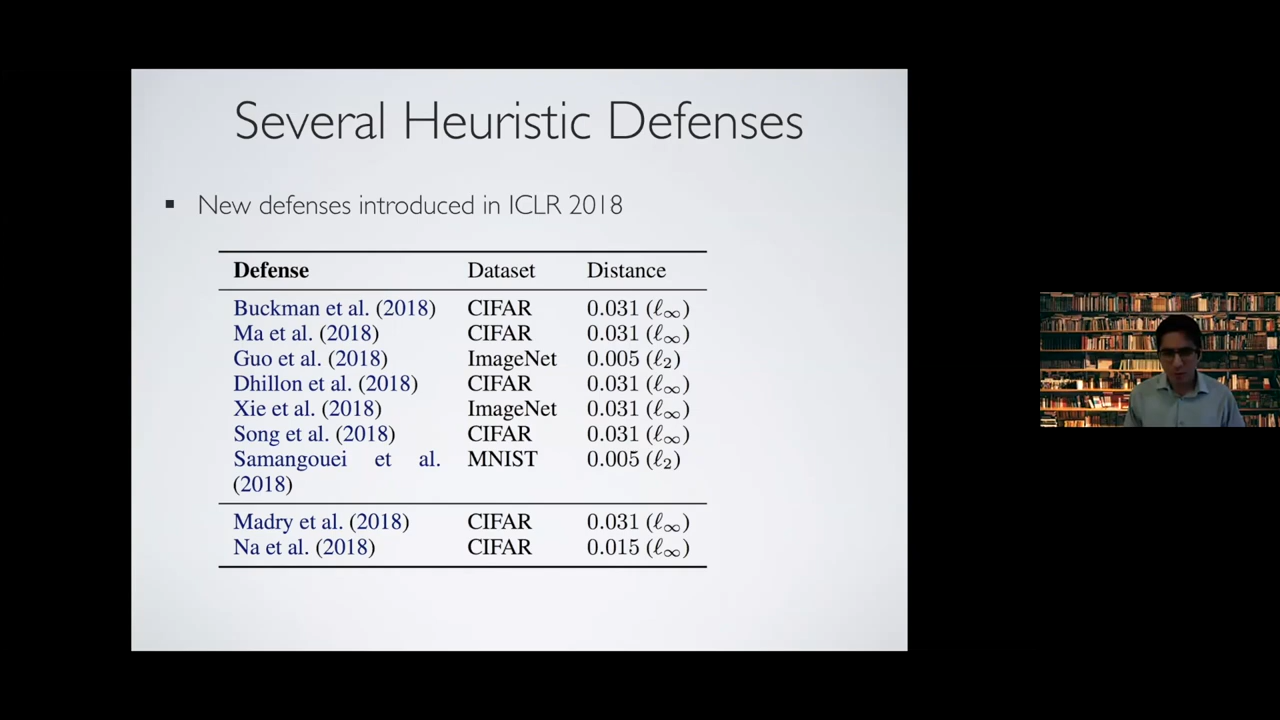 Several Heuristic Defenses
▪ New defenses introduced in ICLR 2018
Defense Dataset Distance
Buckman et al. (2018) CIFAR 0.031 (ℓ∞)
Ma et al. (2018) CIFAR 0.031 (ℓ∞)
Guo et al. (2018) ImageNet 0.005 (ℓ2)
Dhillon et al. (2018) CIFAR 0.031 (ℓ∞)
Xie et al. (2018) ImageNet 0.031 (ℓ∞)
Song et al. (2018) CIFAR 0.031 (ℓ∞)
Samangouei et al. MNIST 0.005 (ℓ2)
(2018)
Madry et al. (2018) CIFAR 0.031 (ℓ∞)
Na et al. (2018) CIFAR 0.015 (ℓ∞)